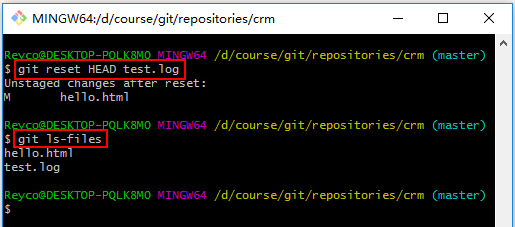 MINGW64:/d/course/git/repositories/crm
Reyco@DESKTOP-PQLK8MO MINGW64 /d/course/git/repositories/crm (master)
$ git reset HEAD test.log
Unstaged changes after reset:
M       hello.html
Reyco@DESKTOP-PQLK8MO MINGW64 /d/course/git/repositories/crm (master)
$ git ls-files
hello.html
test.log
Reyco@DESKTOP-PQLK8MO MINGW64 /d/course/git/repositories/crm (master)
$